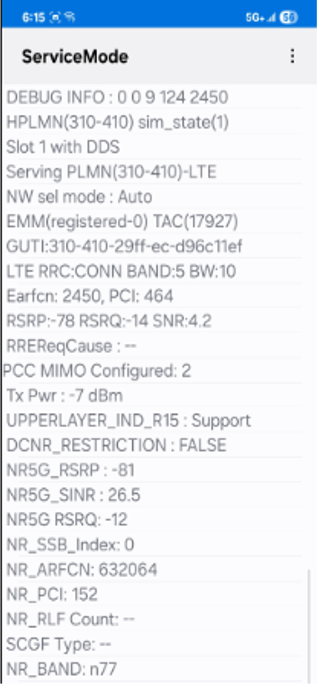 6:15
5G+ 56
ServiceMode
DEBUG INFO : 0 0 9 124 2450
HPLMN(310-410) sim_state(1)
Slot 1 with DDS
Serving PLMN(310-410)-LTE
NW sel mode : Auto
EMM(registered-0) TAC(17927)
GUTI:310-410-29ff-ec-d96c11ef
LTE RRC:CONN BAND:5 BW:10
Earfcn: 2450, PCI: 464
RSRP:-78 RSRQ:-14 SNR:4.2
RREReqCause : --
PCC MIMO Configured: 2
Tx Pwr : -7 dBm
UPPERLAYER_IND_R15 : Support
DCNR_RESTRICTION : FALSE
NR5G_RSRP : -81
NR5G_SINR : 26.5
NR5G RSRQ: -12
NR_SSB_Index: 0
NR_ARFCN: 632064
NR_PCI: 152
NR_RLF Count: --
SCGF Type: --
NR_BAND: n77